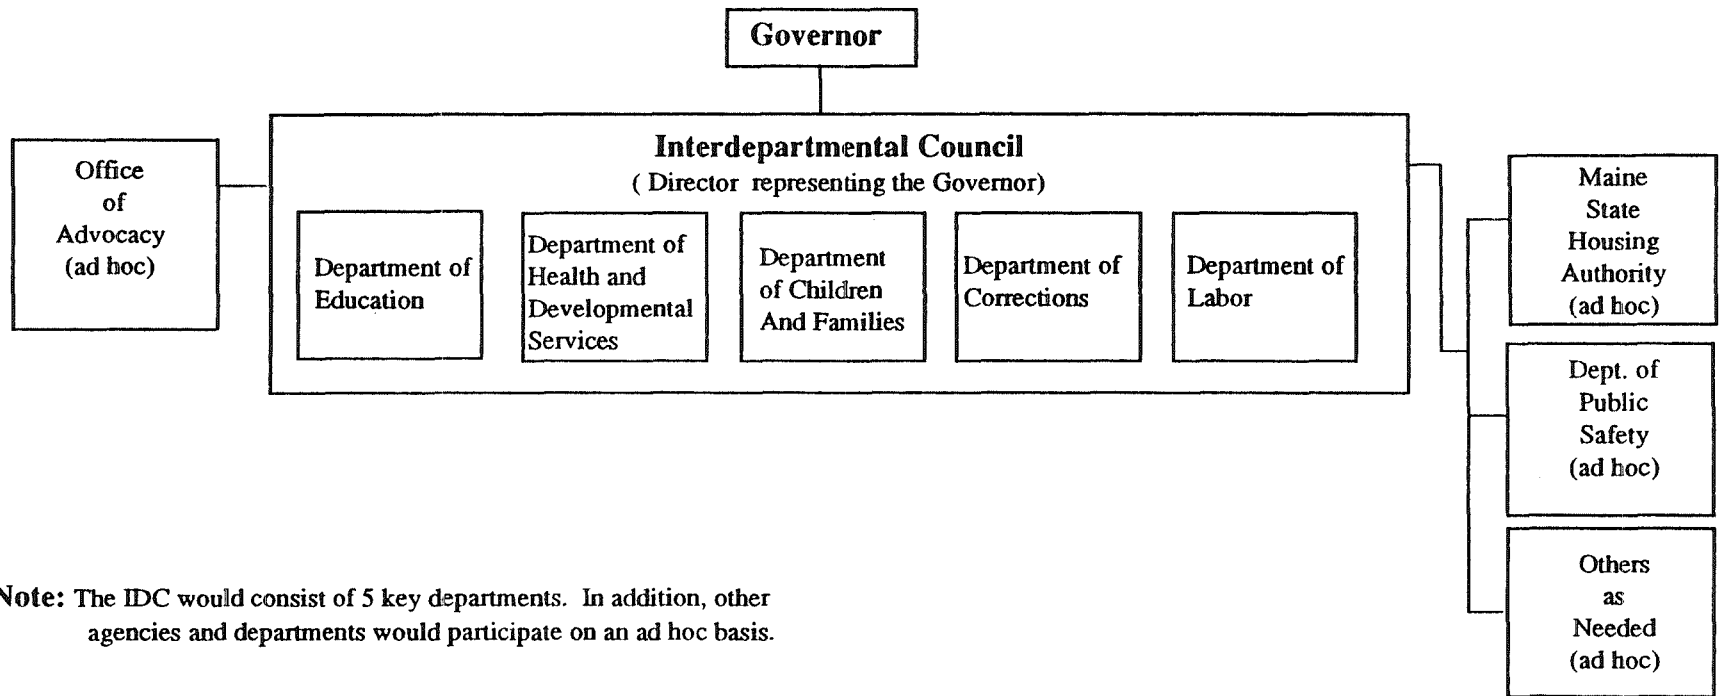 Governor
Interdepartmental Council
( Director representing the Governor)
Office
of
Advocacy
(ad hoc)
Department of
Education
Department of
Health and
Developmental
Services
Department
of Children
And Families
Department of
Corrections
Department of
Labor
Maine
State
Housing
Authority
(ad hoc)
Dept. of
Public
Safety
(ad hoc)
Others
as
Needed
(ad hoc)
Note: The IDC would consist of 5 key departments. In addition, other
agencies and departments would participate on an ad hoc basis.